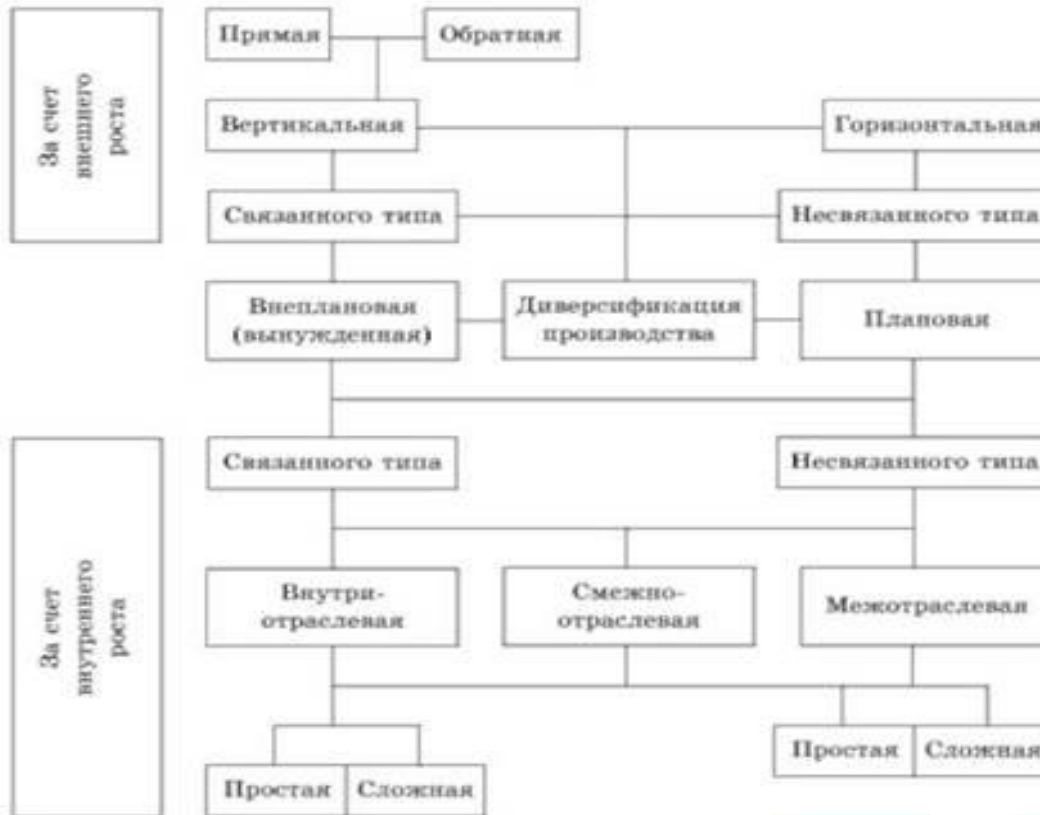 За счет
внешнего
роста
Прямая
Обратная
Вертикальная
Горизонтальная
Связанного типа
Несвязанного типа
Внеплановая
(вынужденная)
Диверсификация
производства
Плановая
За счет
внутреннего
роста
Связанного типа
Несвязанного типа
Внутри-
отраслевая
Смежно-
отраслевая
Межотраслевая
Простая
Сложная
Простая
Сложная